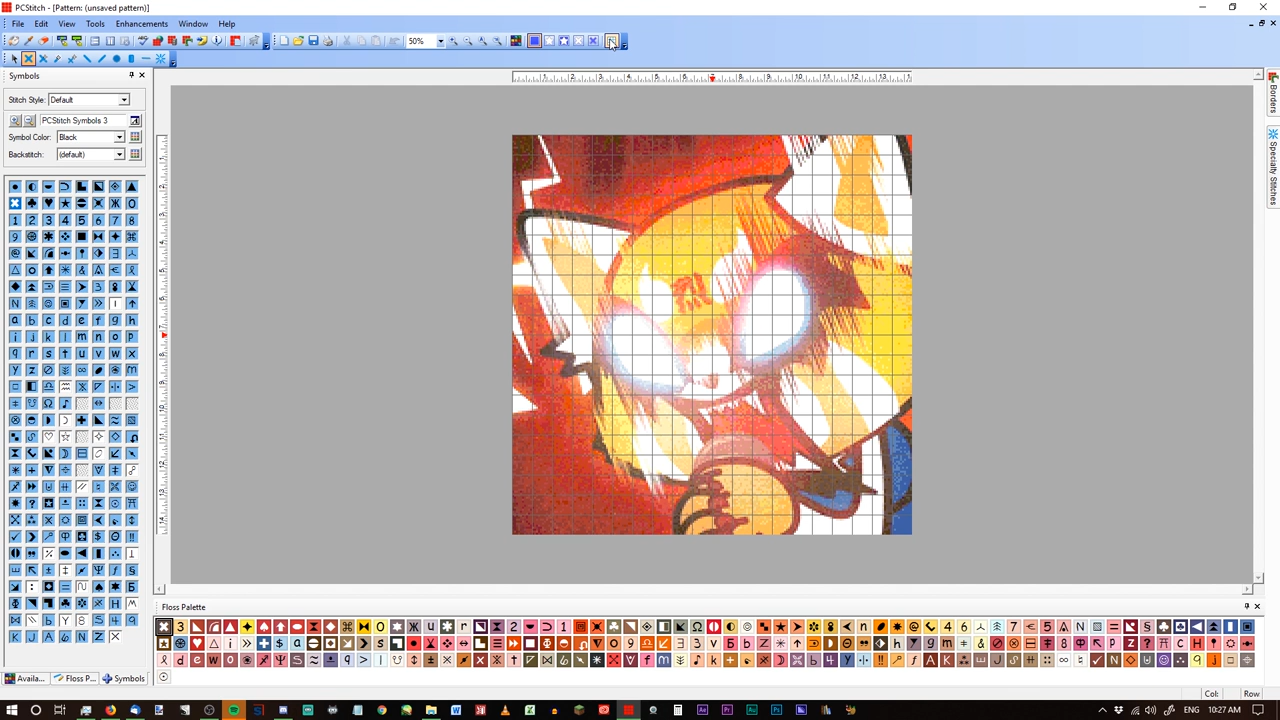 PCStitch - [Pattern: (unsaved pattern)]
File Edit View Tools Enhancements Window Help
50%
Symbols
Stitch Style: Default
PCStitch Symbols 3
Symbol Color: Black
Backstitch: (default)
Borders
Specialty Stitches
Floss Palette
Availa... Floss P... Symbols
Col: Row
ENG 10:27 AM